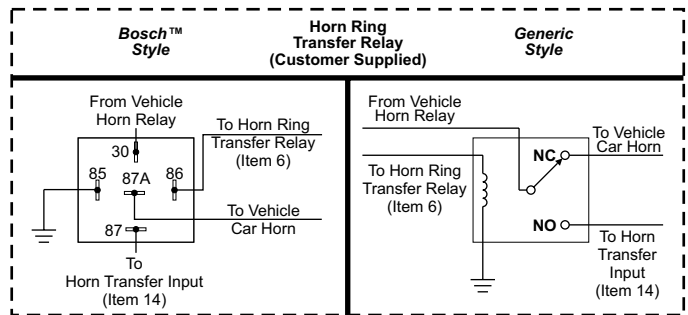 Bosch™
Style
Horn Ring
Transfer Relay
(Customer Supplied)
Generic
Style
From Vehicle
Horn Relay
30
To Horn Ring
Transfer Relay
(Item 6)
85
87A
86
To Vehicle
Car Horn
87
To
Horn Transfer Input
(Item 14)
From Vehicle
Horn Relay
To Horn Ring
Transfer Relay
(Item 6)
NC
To Vehicle
Car Horn
NO
To Horn
Transfer
Input
(Item 14)